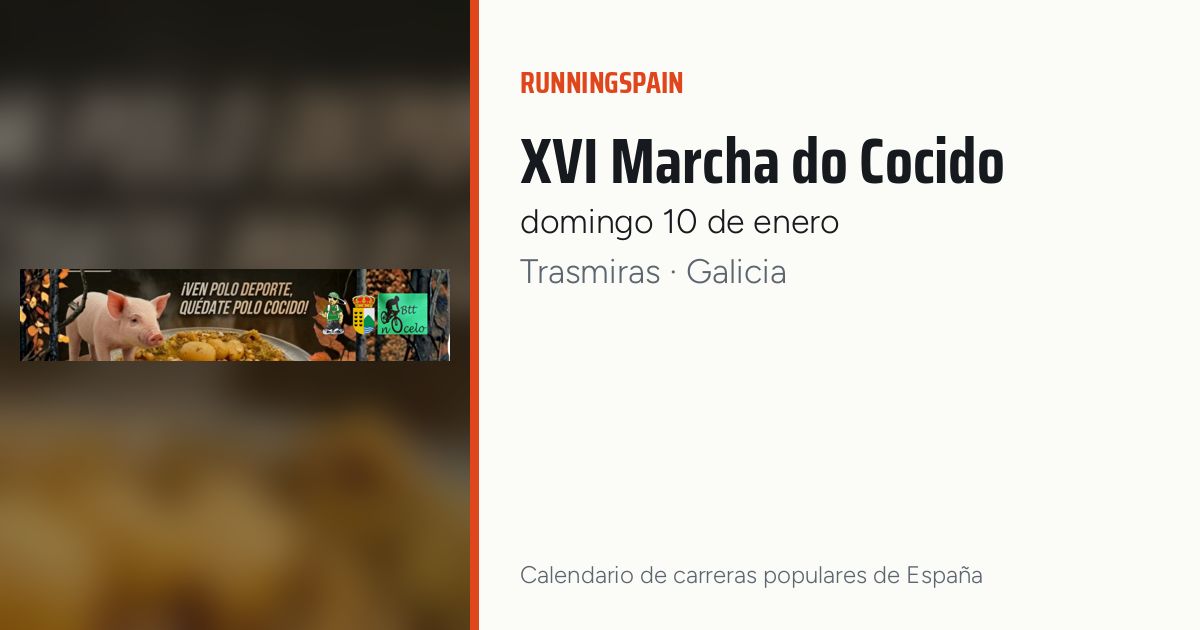 ¡VEN POLO DEPORTE,
QUÉDATE POLO COCIDO!
Btt
n Ocelo
RUNNINGSPAIN
XVI Marcha do Cocido
domingo 10 de enero
Trasmiras · Galicia
Calendario de carreras populares de España